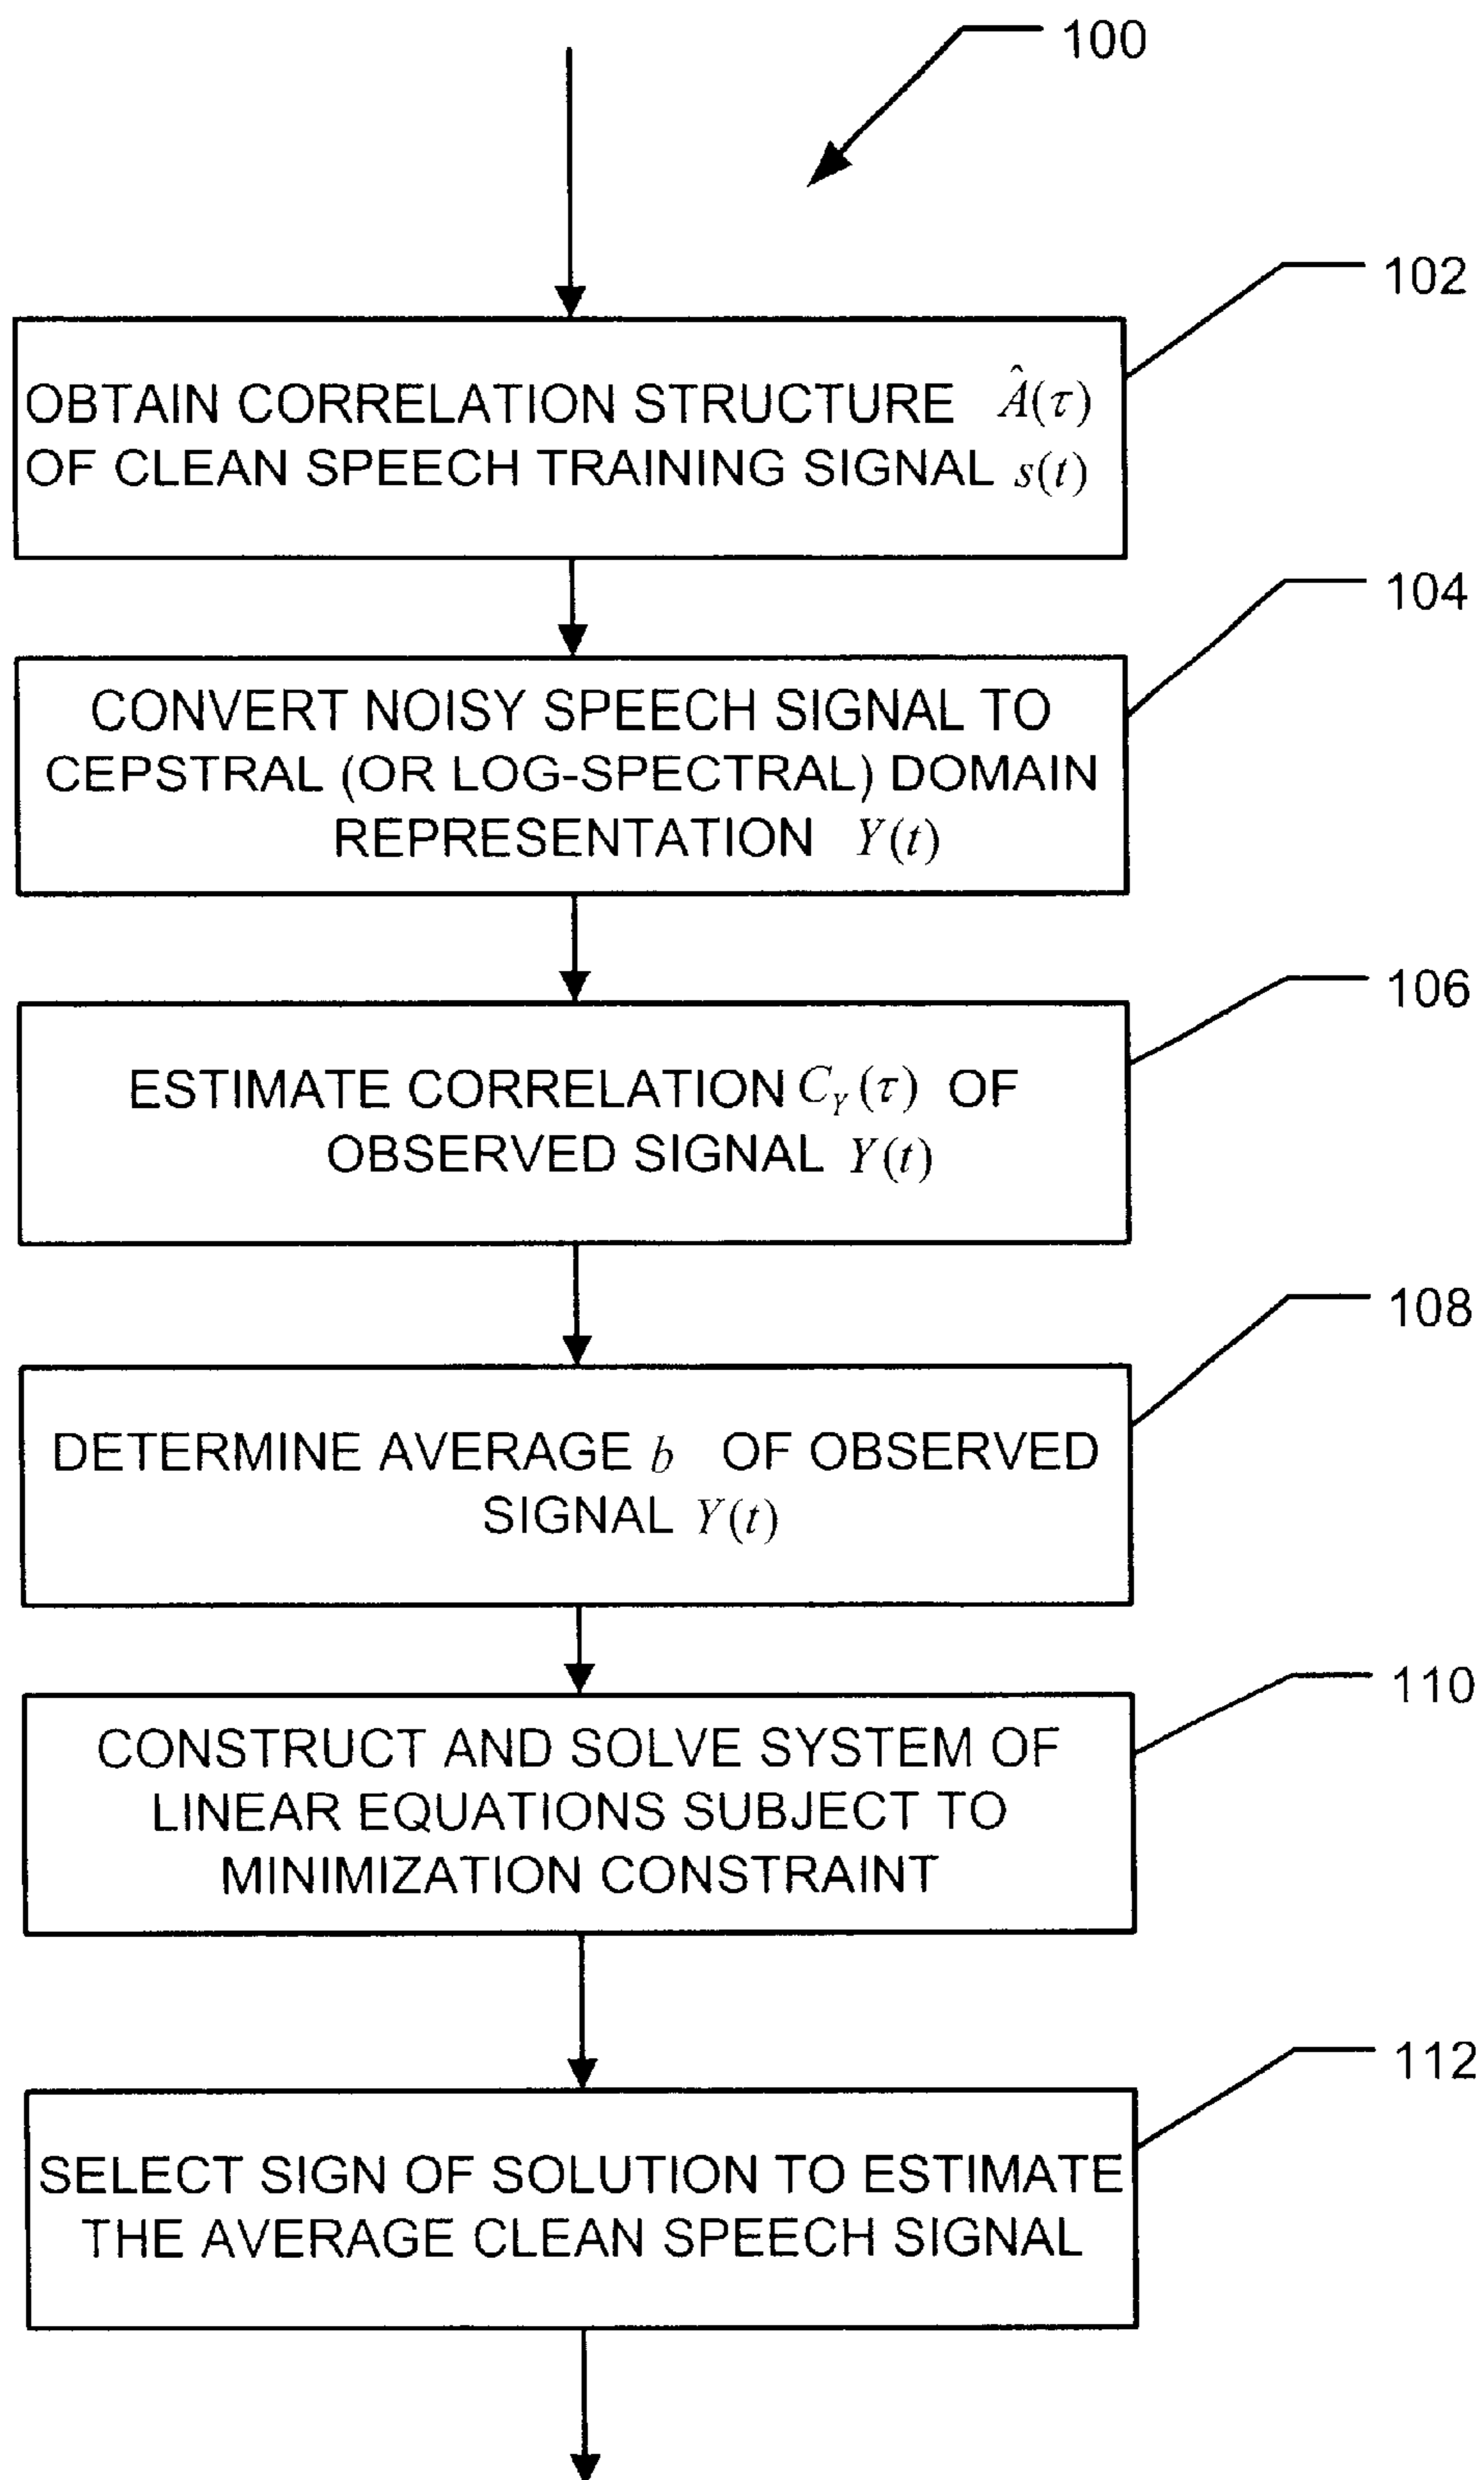 100
102
OBTAIN CORRELATION STRUCTURE Â(τ)
OF CLEAN SPEECH TRAINING SIGNAL s(t)
104
CONVERT NOISY SPEECH SIGNAL TO
CEPSTRAL (OR LOG-SPECTRAL) DOMAIN
REPRESENTATION Y(t)
106
ESTIMATE CORRELATION C_Y(τ) OF
OBSERVED SIGNAL Y(t)
108
DETERMINE AVERAGE b OF OBSERVED
SIGNAL Y(t)
110
CONSTRUCT AND SOLVE SYSTEM OF
LINEAR EQUATIONS SUBJECT TO
MINIMIZATION CONSTRAINT
112
SELECT SIGN OF SOLUTION TO ESTIMATE
THE AVERAGE CLEAN SPEECH SIGNAL